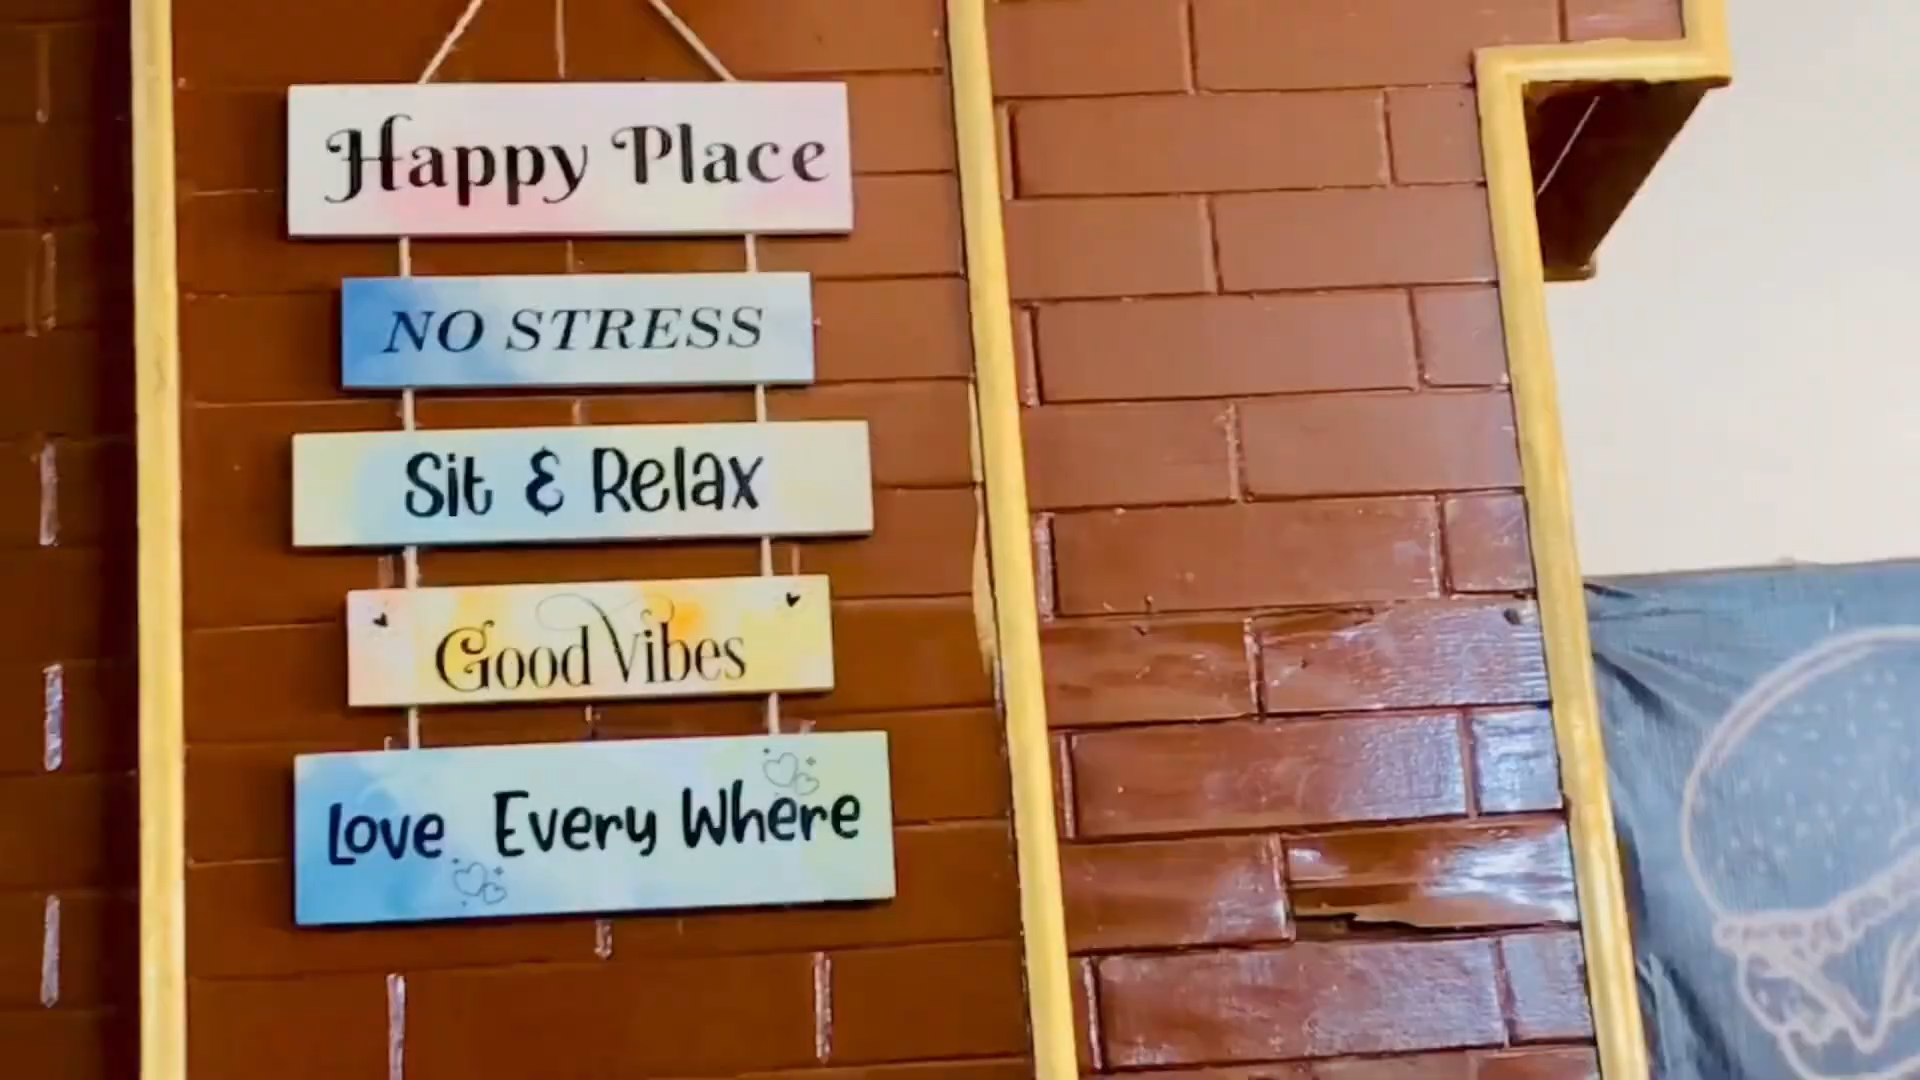 Happy Place
NO STRESS
Sit & Relax
Good Vibes
Love Every Where